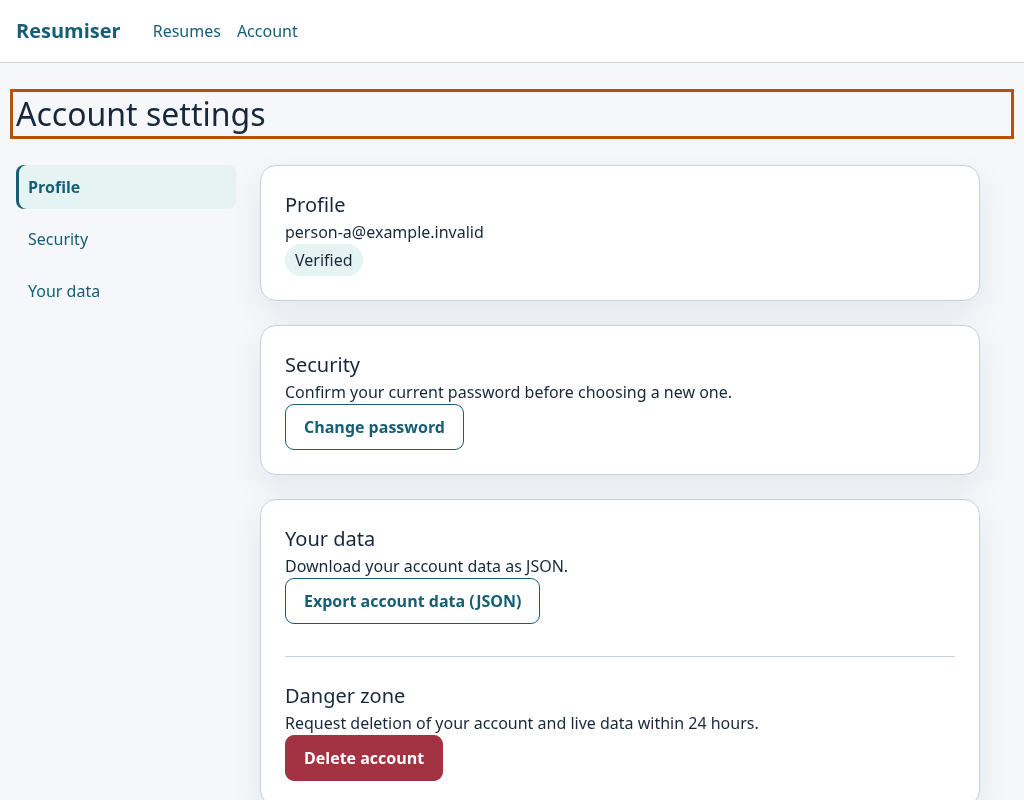 Resumiser Resumes Account
Account settings
Profile
Security
Your data
Profile
person-a@example.invalid
Verified
Security
Confirm your current password before choosing a new one.
Change password
Your data
Download your account data as JSON.
Export account data (JSON)
Danger zone
Request deletion of your account and live data within 24 hours.
Delete account